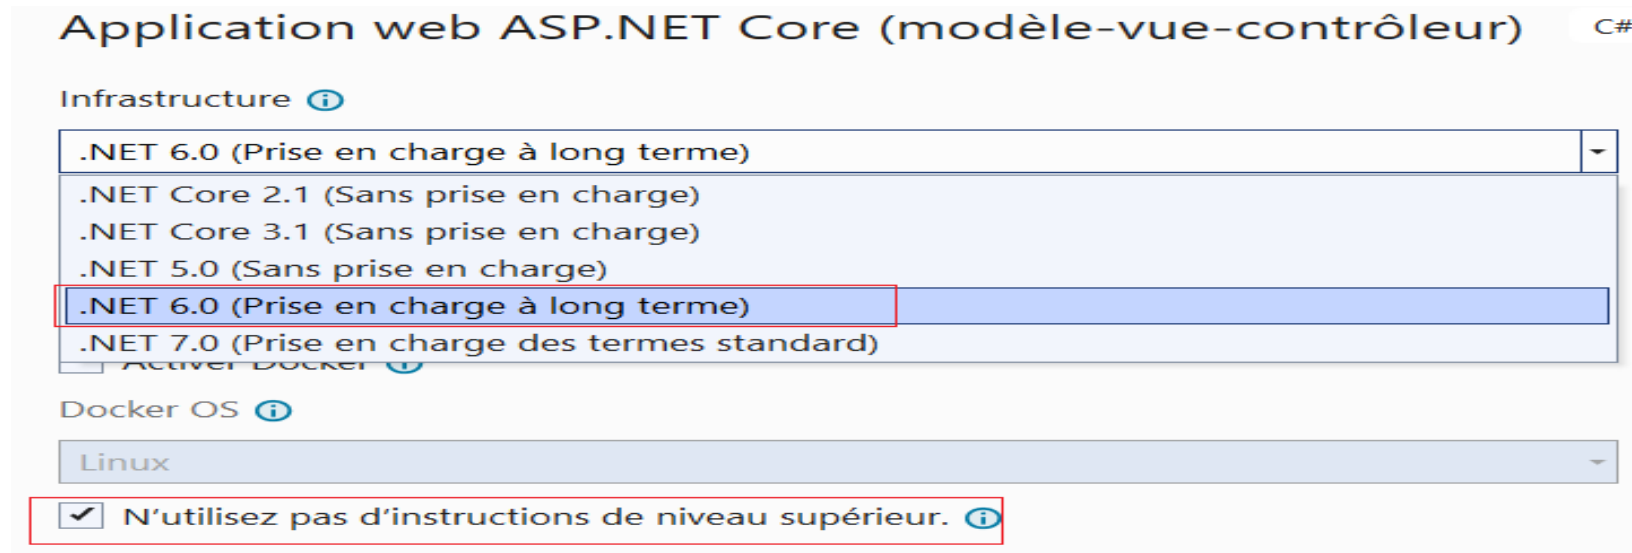 Application web ASP.NET Core (modèle-vue-contrôleur) C#
Infrastructure
.NET 6.0 (Prise en charge à long terme)
.NET Core 2.1 (Sans prise en charge)
.NET Core 3.1 (Sans prise en charge)
.NET 5.0 (Sans prise en charge)
.NET 6.0 (Prise en charge à long terme)
.NET 7.0 (Prise en charge des termes standard)
Activer Docker
Docker OS
Linux
N’utilisez pas d’instructions de niveau supérieur.